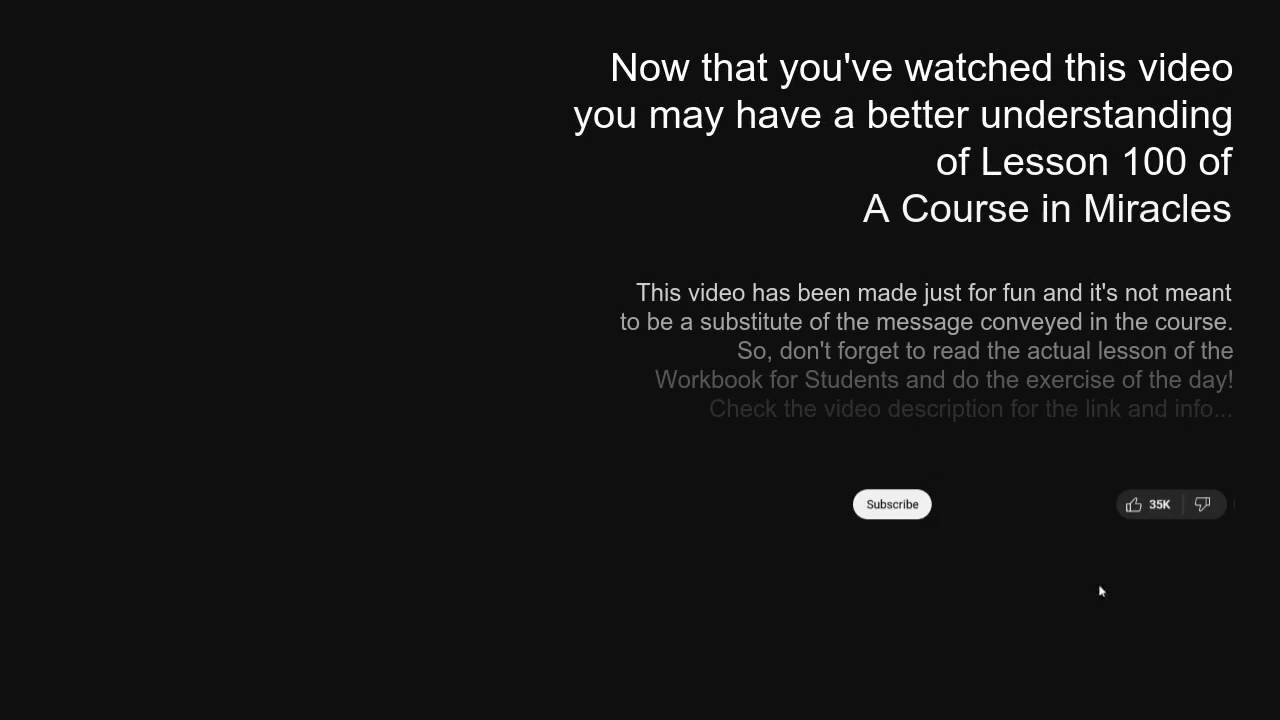 Now that you've watched this video
you may have a better understanding
of Lesson 100 of
A Course in Miracles
This video has been made just for fun and it's not meant
to be a substitute of the message conveyed in the course.
So, don't forget to read the actual lesson of the
Workbook for Students and do the exercise of the day!
Check the video description for the link and info...
Subscribe
35K